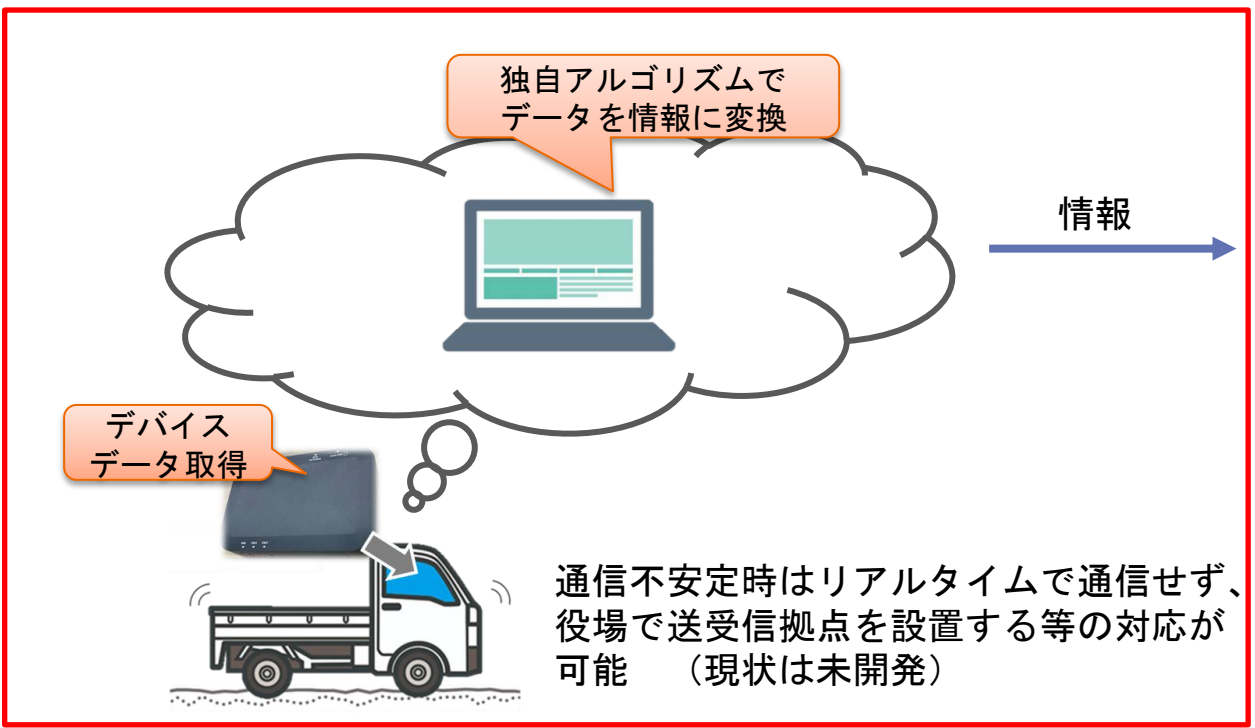 独自アルゴリズムで
データを情報に変換
情報
デバイス
データ取得
通信不安定時はリアルタイムで通信せず、
役場で送受信拠点を設置する等の対応が
可能　（現状は未開発）